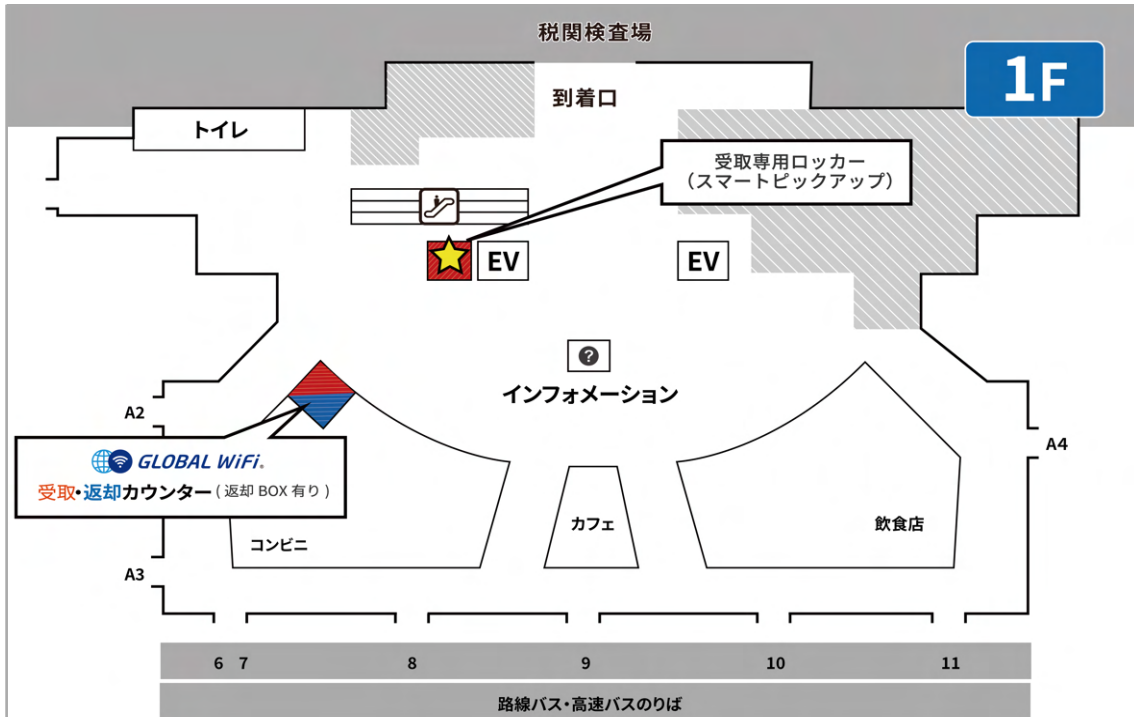 税関検査場
1F
到着口
トイレ
受取専用ロッカー
（スマートピックアップ）
EV
EV
?
インフォメーション
A2
A4
GLOBAL WiFi®
受取・返却カウンター ( 返却 BOX 有り )
カフェ
飲食店
コンビニ
A3
6 7 8 9 10 11
路線バス・高速バスのりば